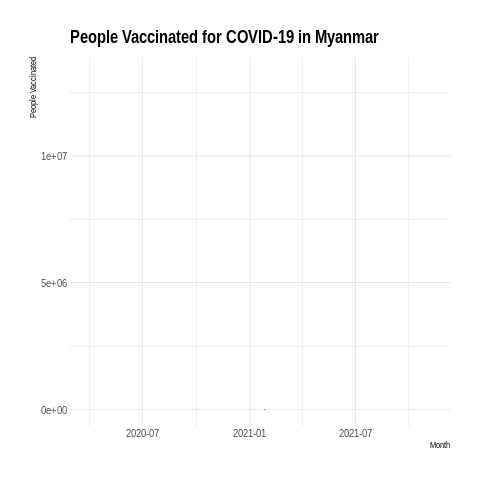 People Vaccinated for COVID-19 in Myanmar
People Vaccinated
1e+07
5e+06
0e+00
2020-07 2021-01 2021-07
Month